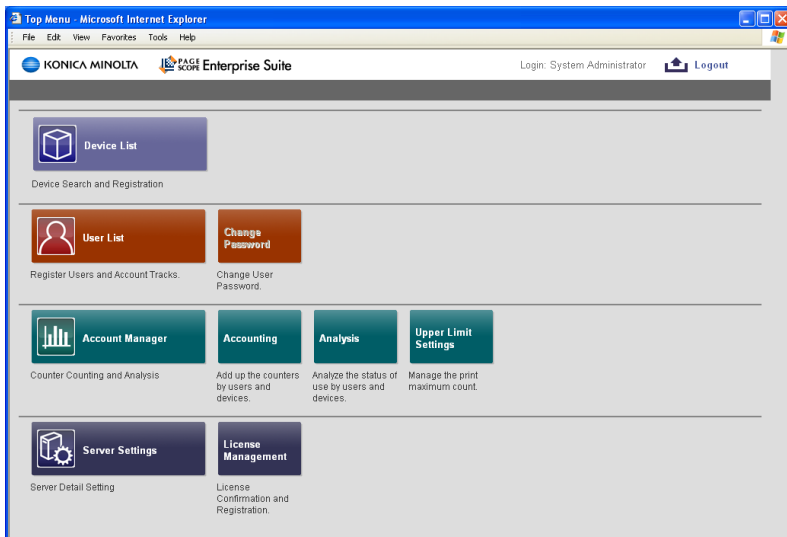 Top Menu - Microsoft Internet Explorer
File Edit View Favorites Tools Help
KONICA MINOLTA PAGE SCOPE Enterprise Suite Login: System Administrator Logout
Device List
Device Search and Registration
User List
Change
Password
Register Users and Account Tracks.
Change User
Password.
Account Manager
Accounting
Analysis
Upper Limit
Settings
Counter Counting and Analysis
Add up the counters
by users and
devices.
Analyze the status of
use by users and
devices.
Manage the print
maximum count.
Server Settings
License
Management
Server Detail Setting
License
Confirmation and
Registration.